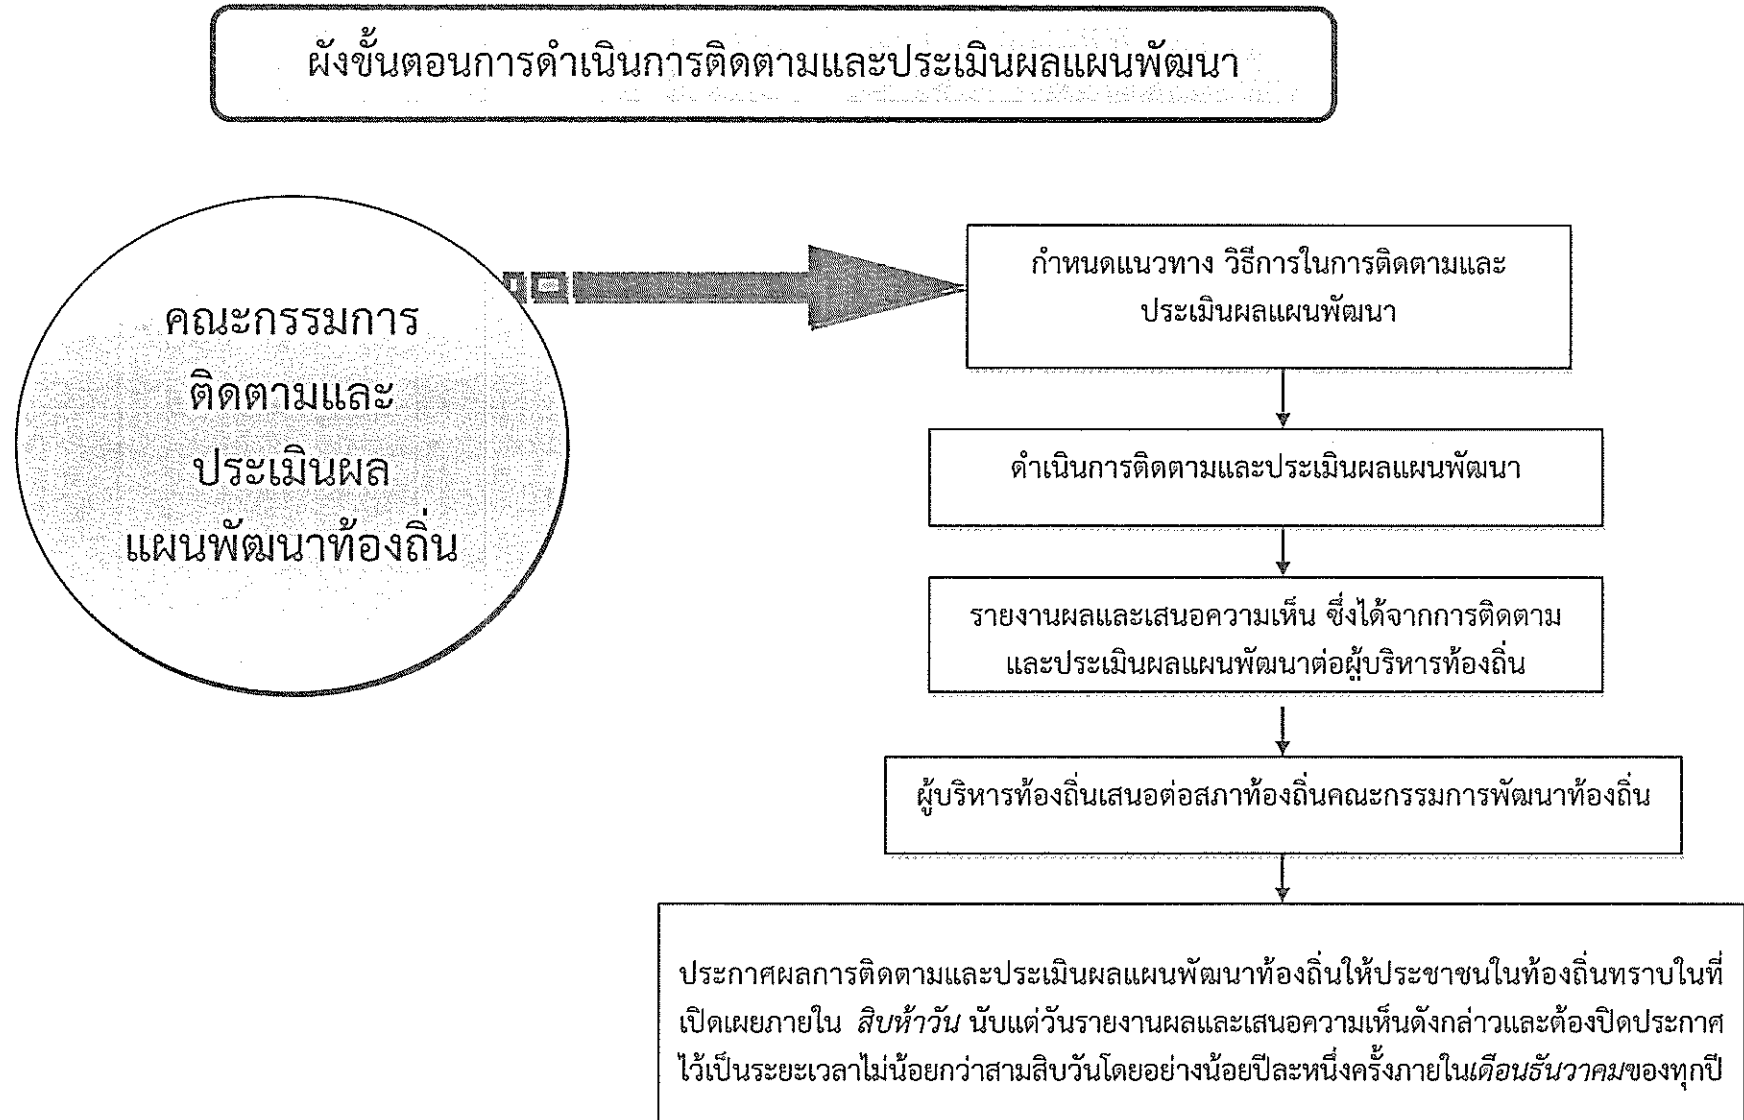 ผังขั้นตอนการดำเนินการติดตามและประเมินผลแผนพัฒนา
คณะกรรมการ
ติดตามและ
ประเมินผล
แผนพัฒนาท้องถิ่น
กำหนดแนวทาง วิธีการในการติดตามและ
ประเมินผลแผนพัฒนา
ดำเนินการติดตามและประเมินผลแผนพัฒนา
รายงานผลและเสนอความเห็น ซึ่งได้จากการติดตาม
และประเมินผลแผนพัฒนาต่อผู้บริหารท้องถิ่น
ผู้บริหารท้องถิ่นเสนอต่อสภาท้องถิ่นคณะกรรมการพัฒนาท้องถิ่น
ประกาศผลการติดตามและประเมินผลแผนพัฒนาท้องถิ่นให้ประชาชนในท้องถิ่นทราบในที่
เปิดเผยภายใน สิบห้าวัน นับแต่วันรายงานผลและเสนอความเห็นดังกล่าวและต้องปิดประกาศ
ไว้เป็นระยะเวลาไม่น้อยกว่าสามสิบวันโดยอย่างน้อยปีละหนึ่งครั้งภายในเดือนธันวาคมของทุกปี